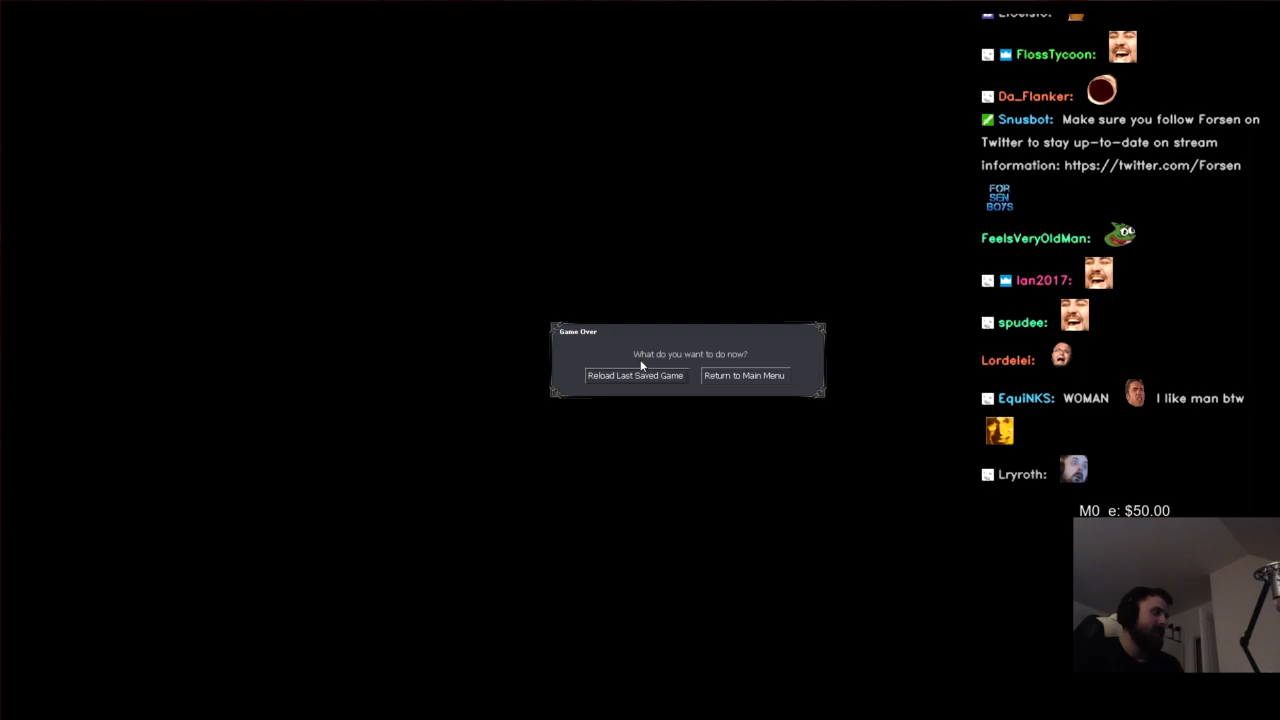 FlossTycoon:
Da_Flanker:
Snusbot: Make sure you follow Forsen on
Twitter to stay up-to-date on stream
information: https://twitter.com/Forsen
FOR
SEN
BOYS
FeelsVeryOldMan:
Ian2017:
spudee:
Lordelei:
EquiNKS: WOMAN I like man btw
Lryroth:
M0_e: $50.00
Game Over
What do you want to do now?
Reload Last Saved Game
Return to Main Menu